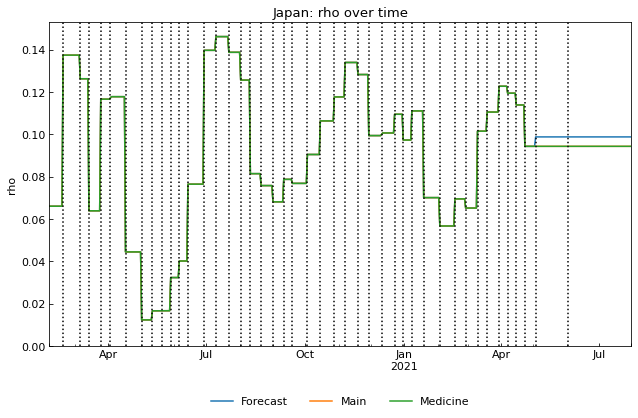 Japan: rho over time
rho
0.14
0.12
0.10
0.08
0.06
0.04
0.02
0.00
Apr Jul Oct Jan Apr Jul
2021
Forecast Main Medicine